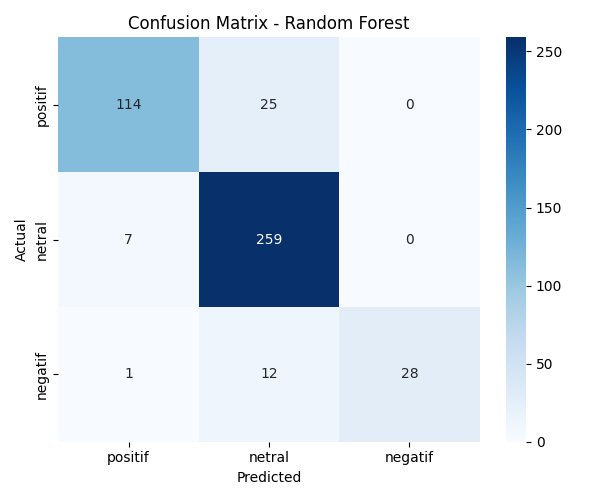 Confusion Matrix - Random Forest
positif
114
25
0
netral
7
259
0
negatif
1
12
28
positif
netral
negatif
Predicted
Actual
250
200
150
100
50
0